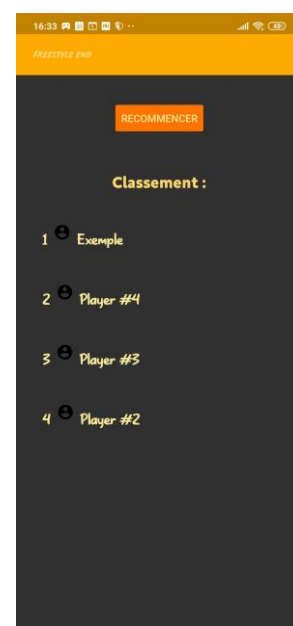 16:33
Freestyle end
RECOMMENCER
Classement :
1 Exemple
2 Player #4
3 Player #3
4 Player #2